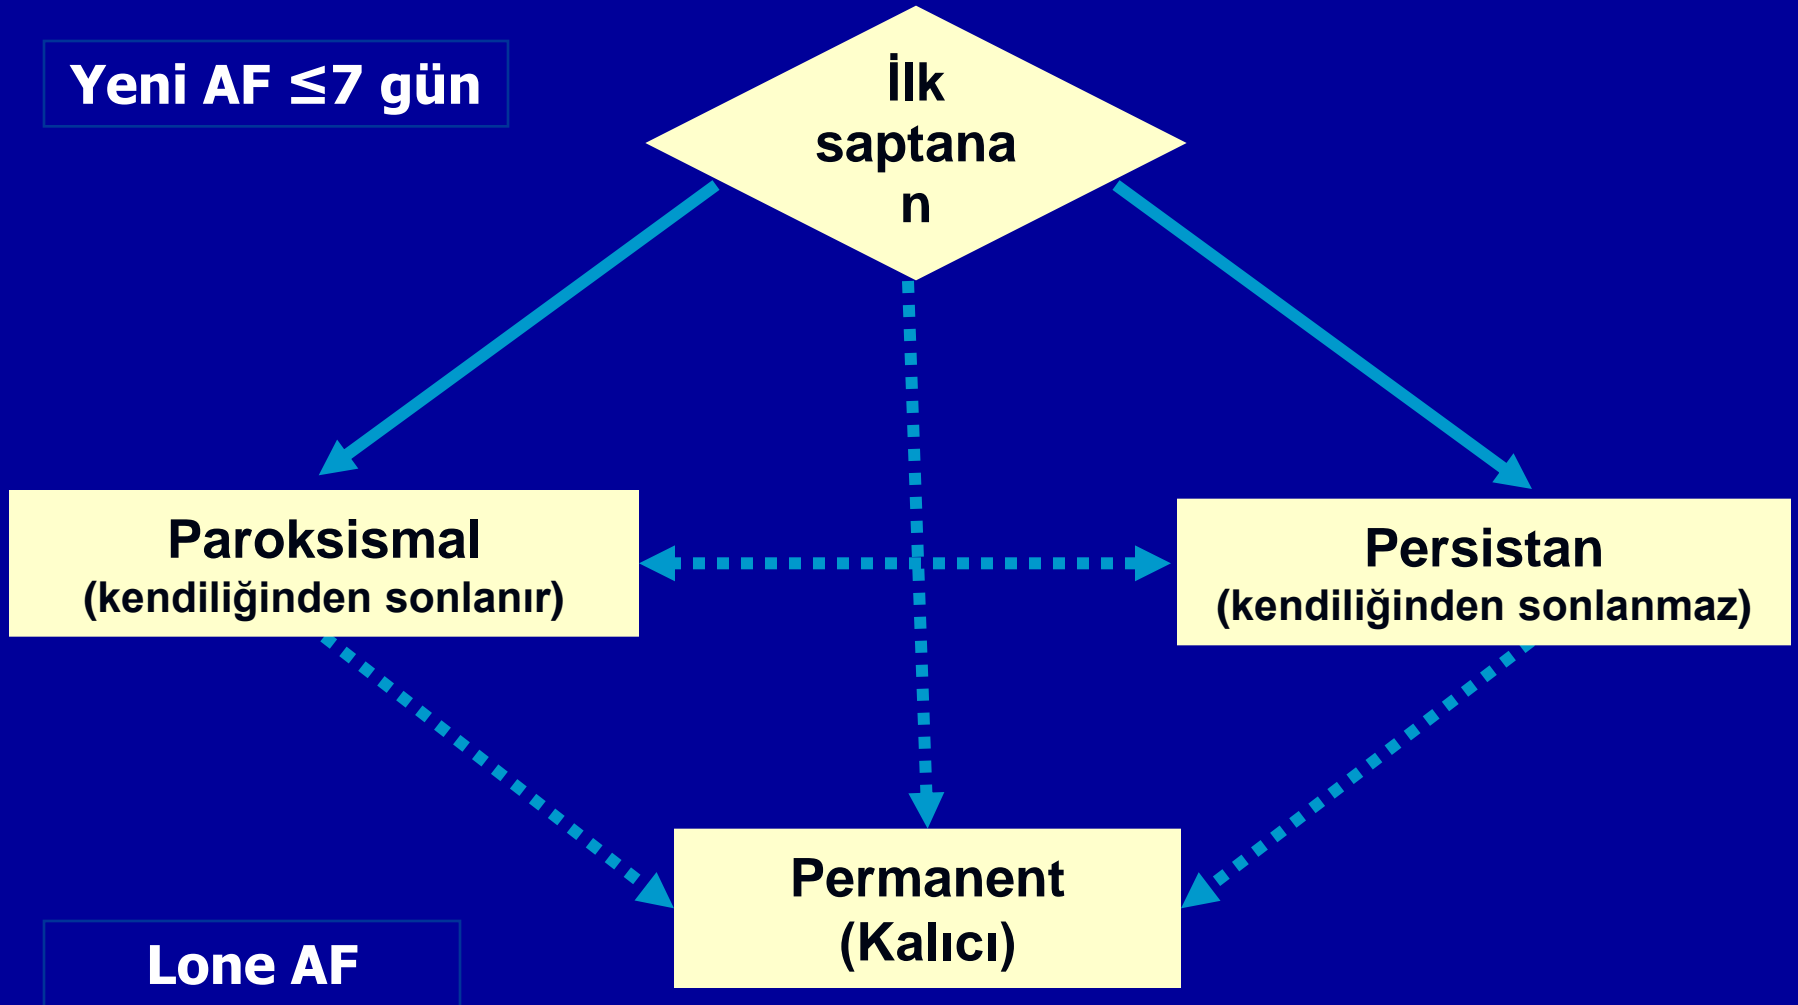 Yeni AF ≤7 gün
İlk
saptana
n
Paroksismal
(kendiliğinden sonlanır)
Persistan
(kendiliğinden sonlanmaz)
Permanent
(Kalıcı)
Lone AF